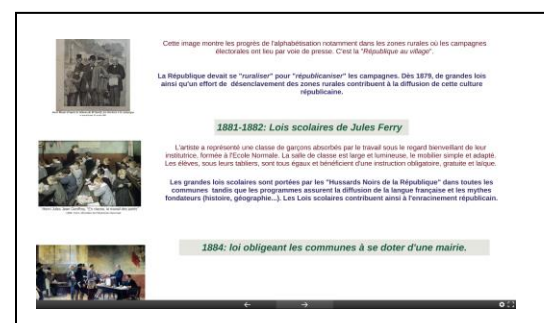 Cette image montre les progrès de l'alphabétisation notamment dans les zones rurales où les campagnes
électorales ont lieu par voie de presse. C'est la "République au village".
La République devait se "ruraliser" pour "républicaniser" les campagnes. Dès 1879, de grandes lois
ainsi qu'un effort de désenclavement des zones rurales contribuent à la diffusion de cette culture
républicaine.
1881-1882: Lois scolaires de Jules Ferry
L'artiste a représenté une classe de garçons absorbés par le travail sous le regard bienveillant de leur
institutrice, formée à l'École Normale. La salle de classe est large et lumineuse, le mobilier simple et adapté.
Les élèves, sous leurs tabliers, sont tous égaux et bénéficient d'une instruction obligatoire, gratuite et laïque.
Les grandes lois scolaires sont portées par les "Hussards Noirs de la République" dans toutes les
communes tandis que les programmes assurent la diffusion de la langue française et les mythes
fondateurs (histoire, géographie...). Les Lois scolaires contribuent ainsi à l'enracinement républicain.
1884: loi obligeant les communes à se doter d'une mairie.